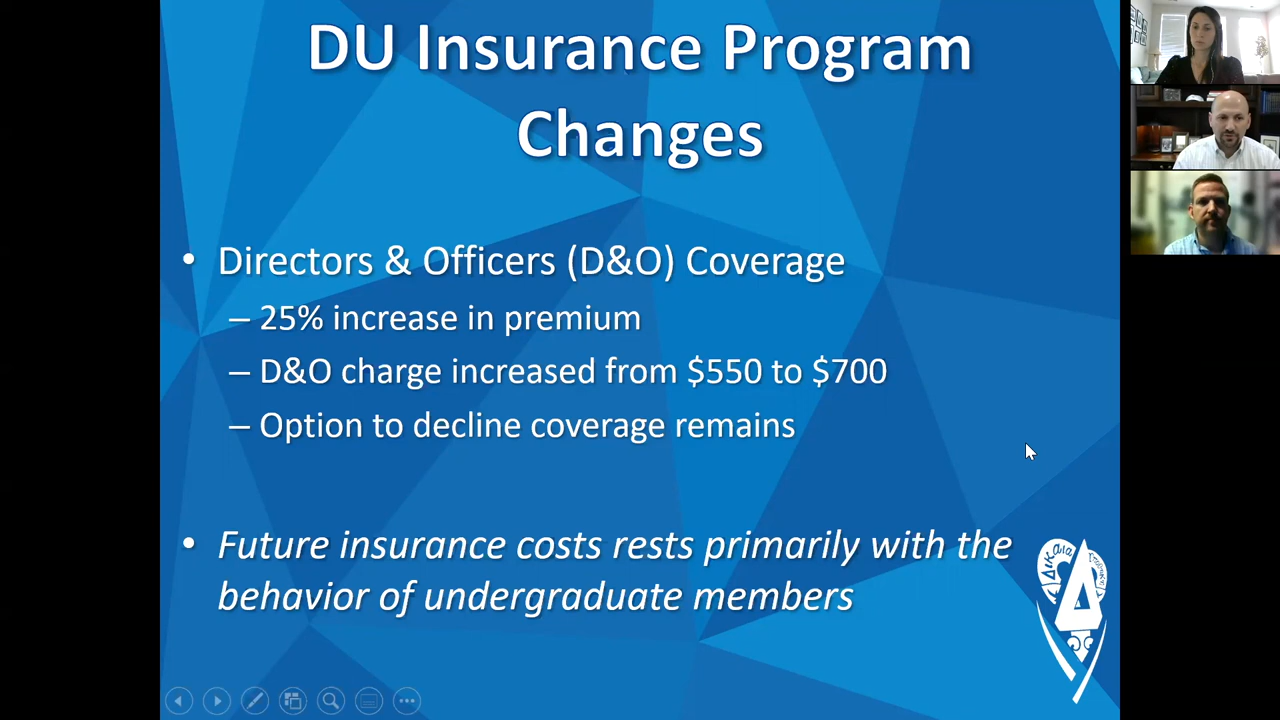 DU Insurance Program
Changes
• Directors & Officers (D&O) Coverage
– 25% increase in premium
– D&O charge increased from $550 to $700
– Option to decline coverage remains
• Future insurance costs rests primarily with the
behavior of undergraduate members
Δ